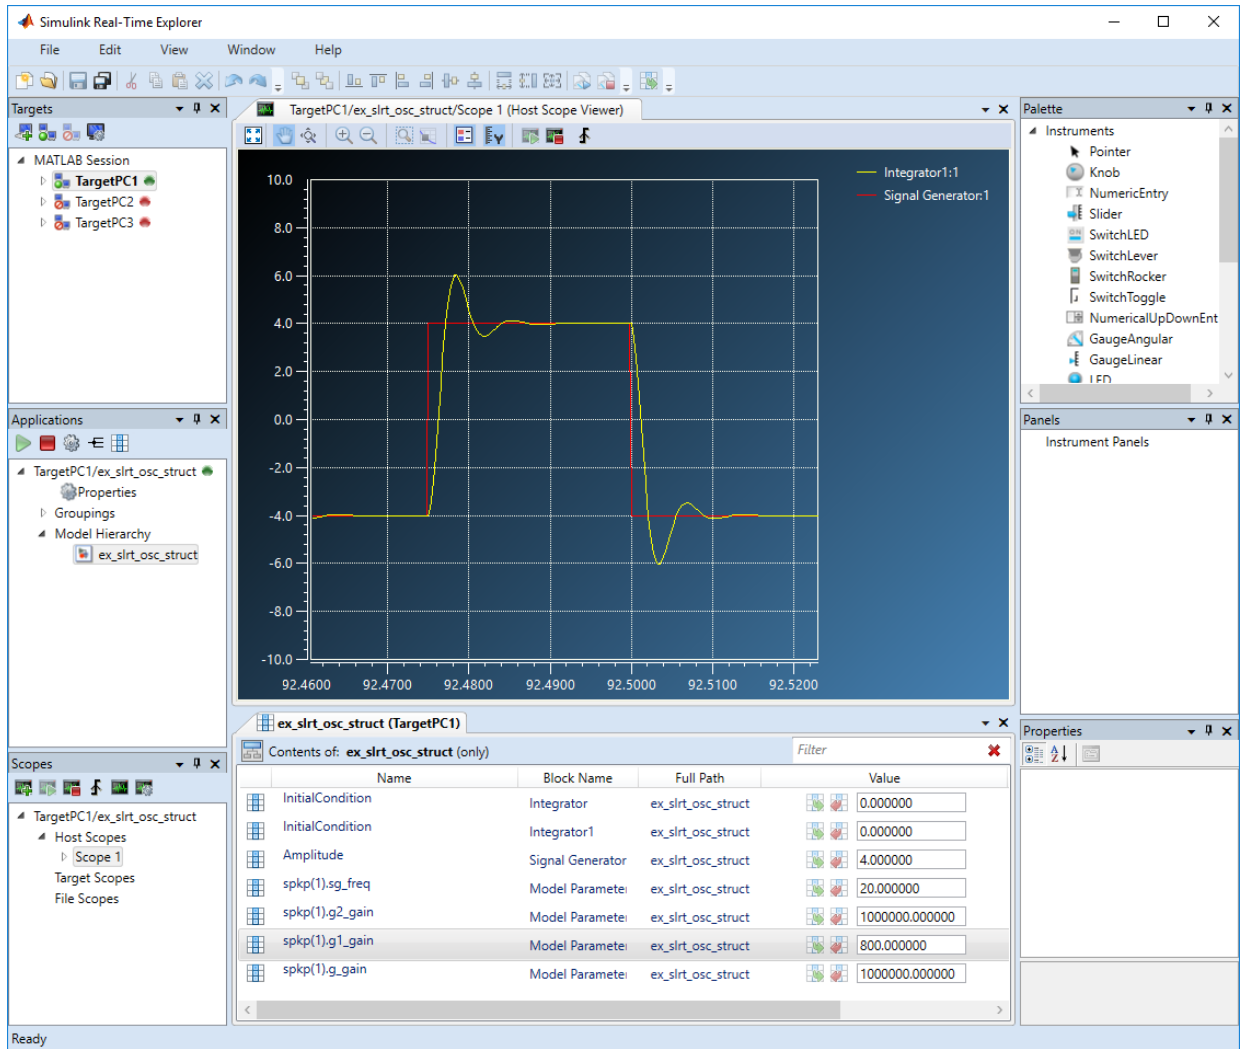 Simulink Real-Time Explorer
File Edit View Window Help
Targets
MATLAB Session
TargetPC1
TargetPC2
TargetPC3
Applications
TargetPC1/ex_slrt_osc_struct
Properties
Groupings
Model Hierarchy
ex_slrt_osc_struct
Scopes
TargetPC1/ex_slrt_osc_struct
Host Scopes
Scope 1
Target Scopes
File Scopes
TargetPC1/ex_slrt_osc_struct/Scope 1 (Host Scope Viewer)
Integrator1:1
Signal Generator:1
10.0
8.0
6.0
4.0
2.0
0.0
-2.0
-4.0
-6.0
-8.0
-10.0
92.4600 92.4700 92.4800 92.4900 92.5000 92.5100 92.5200
ex_slrt_osc_struct (TargetPC1)
Contents of: ex_slrt_osc_struct (only) Filter
Name Block Name Full Path Value
InitialCondition Integrator ex_slrt_osc_struct 0.000000
InitialCondition Integrator1 ex_slrt_osc_struct 0.000000
Amplitude Signal Generator ex_slrt_osc_struct 4.000000
spkp(1).sg_freq Model Parameter ex_slrt_osc_struct 20.000000
spkp(1).g2_gain Model Parameter ex_slrt_osc_struct 1000000.000000
spkp(1).g1_gain Model Parameter ex_slrt_osc_struct 800.000000
spkp(1).g_gain Model Parameter ex_slrt_osc_struct 1000000.000000
Palette
Instruments
Pointer
Knob
NumericEntry
Slider
SwitchLED
SwitchLever
SwitchRocker
SwitchToggle
NumericalUpDownEnt
GaugeAngular
GaugeLinear
LED
Panels
Instrument Panels
Properties
Ready